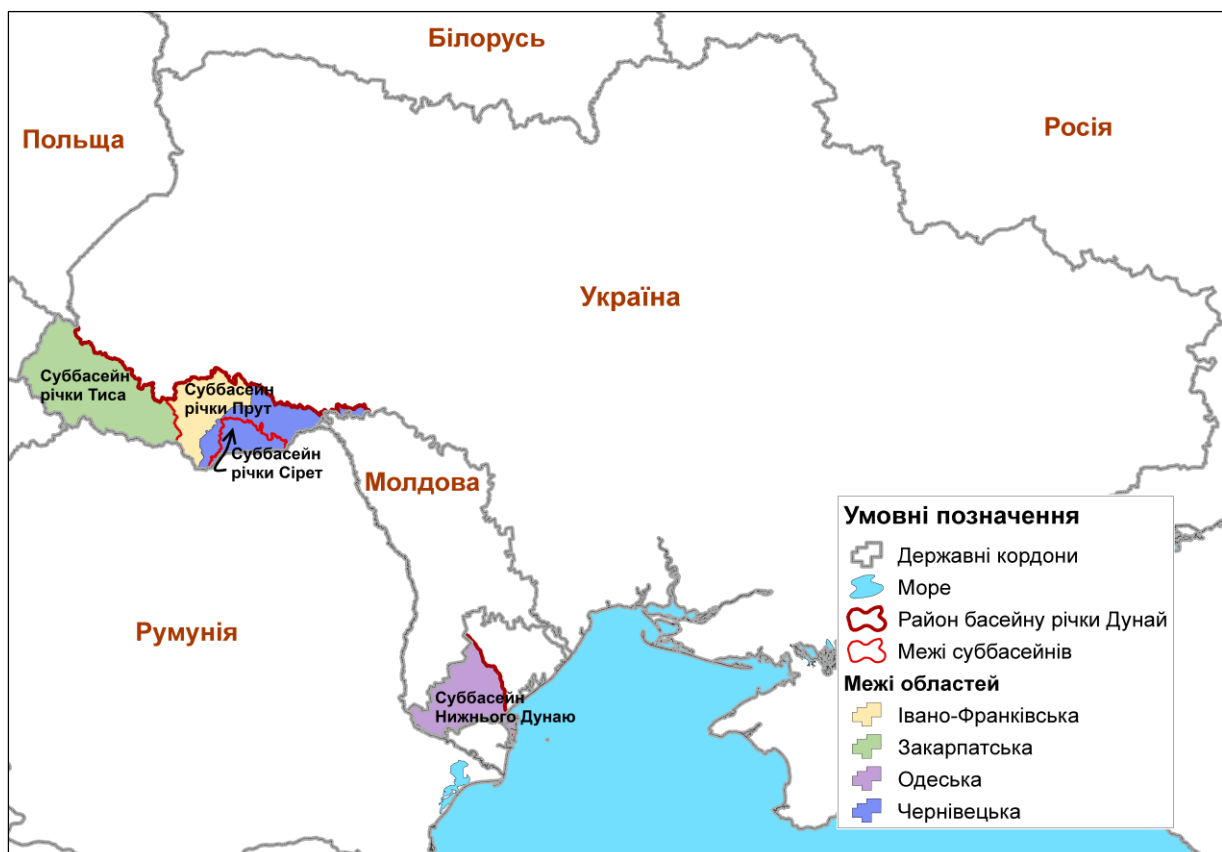 Білорусь
Польща
Росія
Україна
Суббасейн
річки Тиса
Суббасейн
річки Прут
Суббасейн
річки Сірет
Молдова
Румунія
Суббасейн
Нижнього Дунаю
Умовні позначення
Державні кордони
Море
Район басейну річки Дунай
Межі суббасейнів
Межі областей
Івано-Франківська
Закарпатська
Одеська
Чернівецька